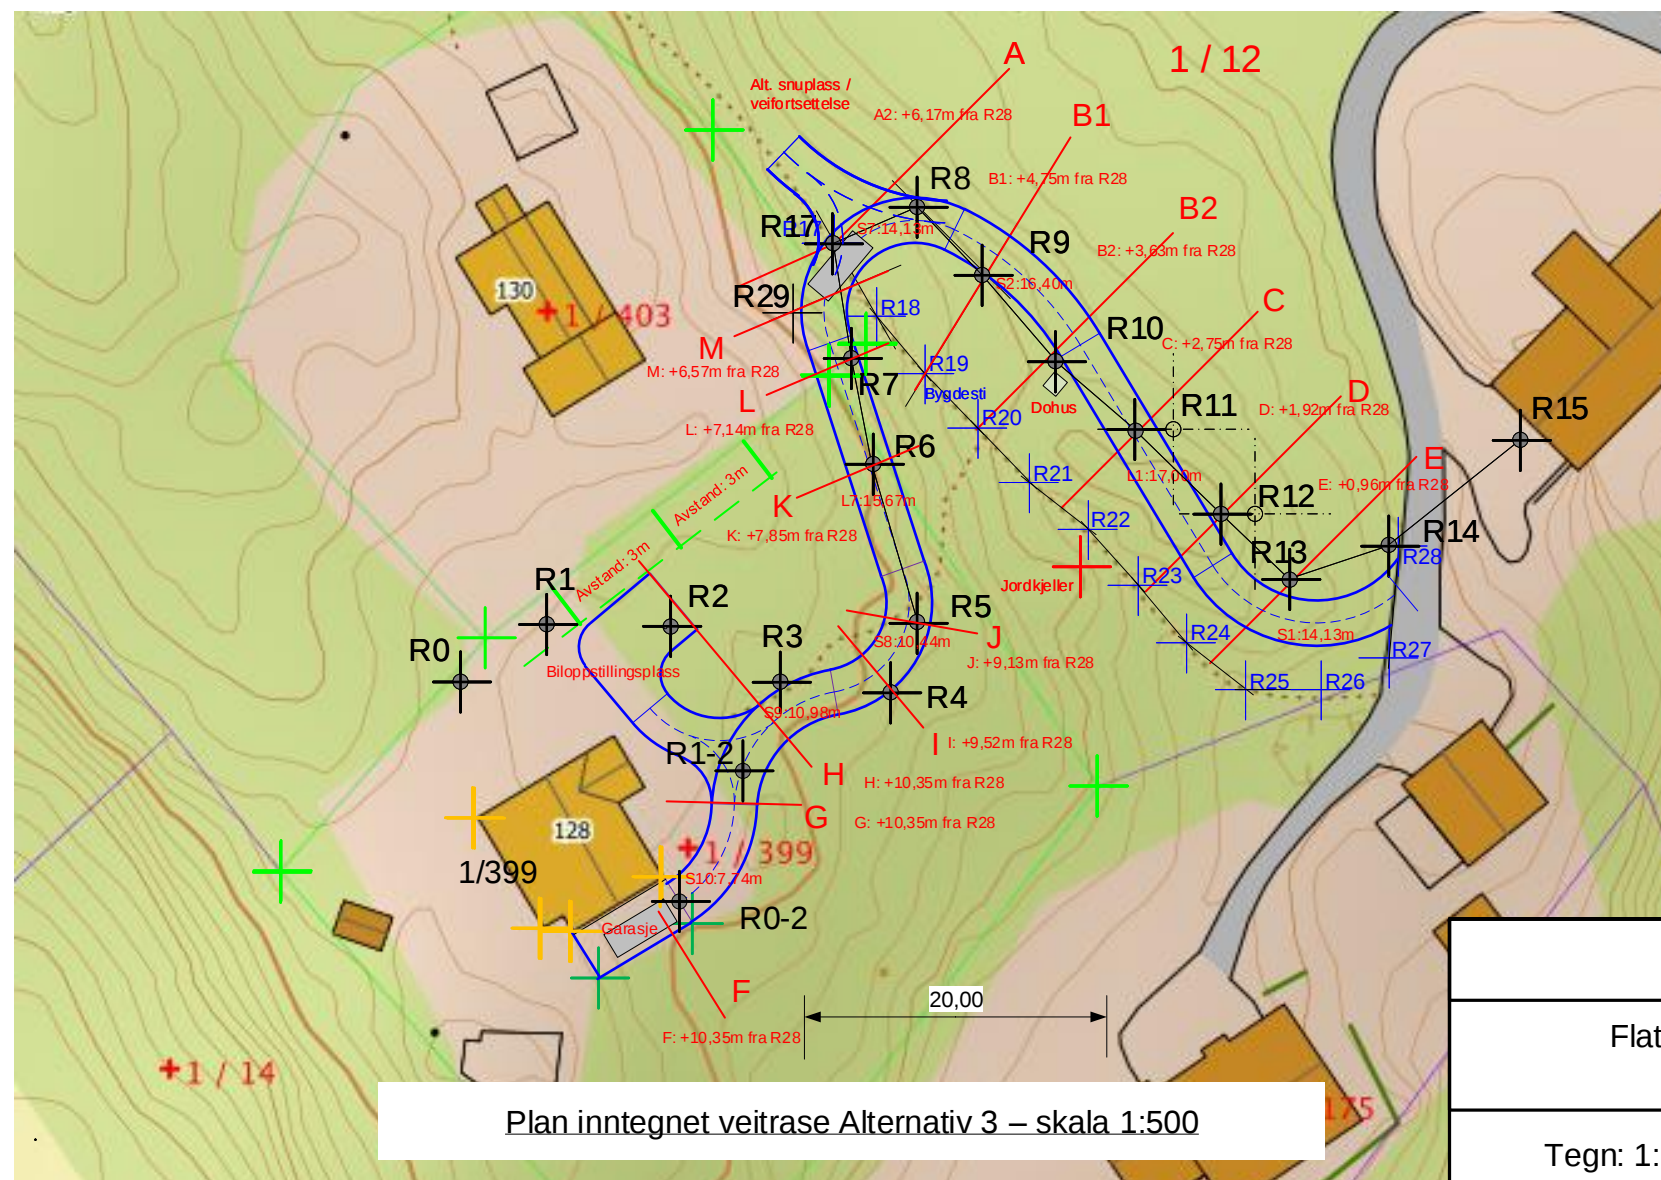 A
1 / 12
Alt. snuplass /
veifortsettelse
A2: +6,17m fra R28
B1
B1: +4,75m fra R28
R8
B2
R17
R17
S7:14,13m
R9
B2: +3,63m fra R28
S2:16,40m
130
R29
1 / 403
R18
C
R10
C: +2,75m fra R28
M
M: +6,57m fra R28
R19
R7
Bygdesti
L
L: +7,14m fra R28
R20
Dohus
R11
D
D: +1,92m fra R28
R15
R6
K
K: +7,85m fra R28
L7:15,67m
R21
L1:17,00m
E
E: +0,96m fra R28
Avstand: 3m
R22
R12
R14
R13
R28
Avstand: 3m
R1
R2
R23
Jordkjeller
R5
R0
R3
J
J: +9,13m fra R28
S8:10,44m
R24
S1:14,13m
R27
Biloppstillingsplass
R25
R26
R4
S9:10,98m
I
I: +9,52m fra R28
R1-2
H
H: +10,35m fra R28
G
G: +10,35m fra R28
128
1 / 399
1/399
S10:7,74m
R0-2
Garasje
F
F: +10,35m fra R28
20,00
Flat
1 / 14
175
Plan inntegnet veitrase Alternativ 3 – skala 1:500
Tegn: 1: